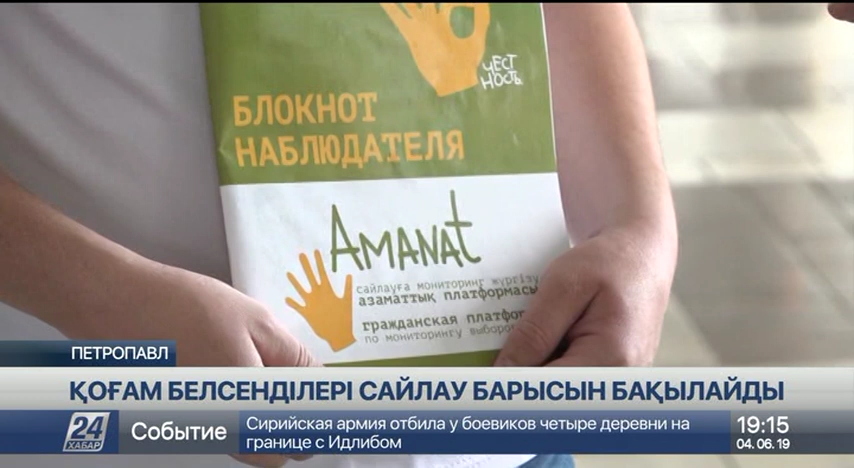 ЧЕСТ
НОСТЬ
БЛОКНОТ
НАБЛЮДАТЕЛЯ
AMANAT
сайлауға мониторинг жүргізу
азаматтық платформасы
гражданская платфор
по мониторингу выборо
ПЕТРОПАВЛ
ҚОҒАМ БЕЛСЕНДІЛЕРІ САЙЛАУ БАРЫСЫН БАҚЫЛАЙДЫ
24
ХАБАР
Событие
Сирийская армия отбила у боевиков четыре деревни на
границе с Идлибом
19:15
04.06.19